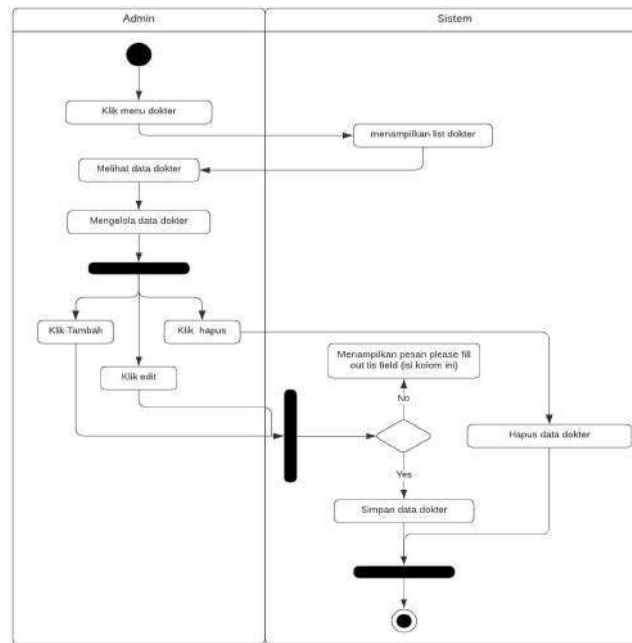 Admin
Sistem
Klik menu dokter
menampilkan list dokter
Melihat data dokter
Mengelola data dokter
Klik Tambah
Klik hapus
Klik edit
Menampilkan pesan please fill
out tis field (isi kolom ini)
No
Hapus data dokter
Yes
Simpan data dokter